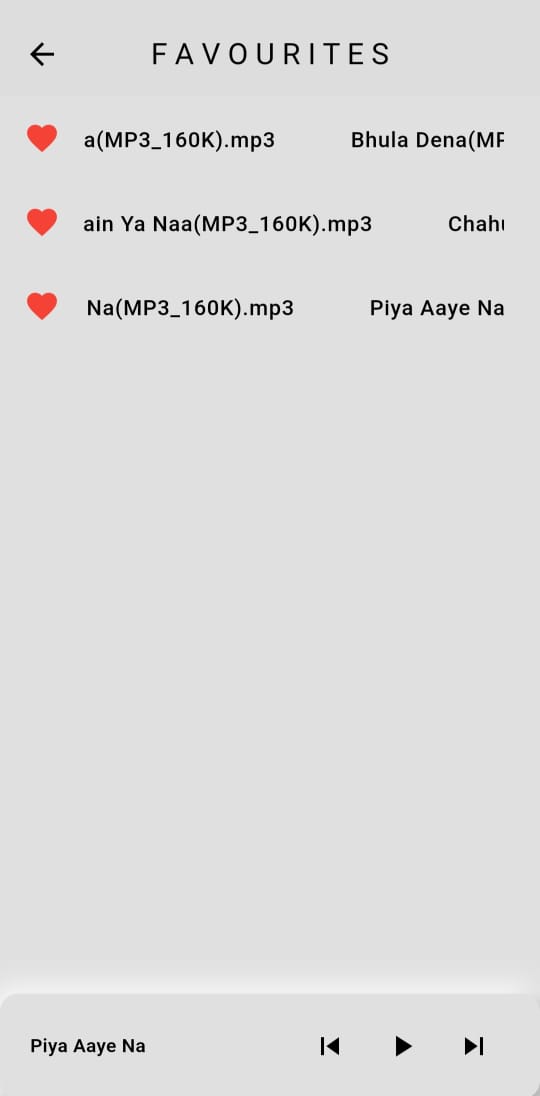 FAVOURITES
a(MP3_160K).mp3 Bhula Dena(MP
ain Ya Naa(MP3_160K).mp3 Chah
Na(MP3_160K).mp3 Piya Aaye Na
Piya Aaye Na